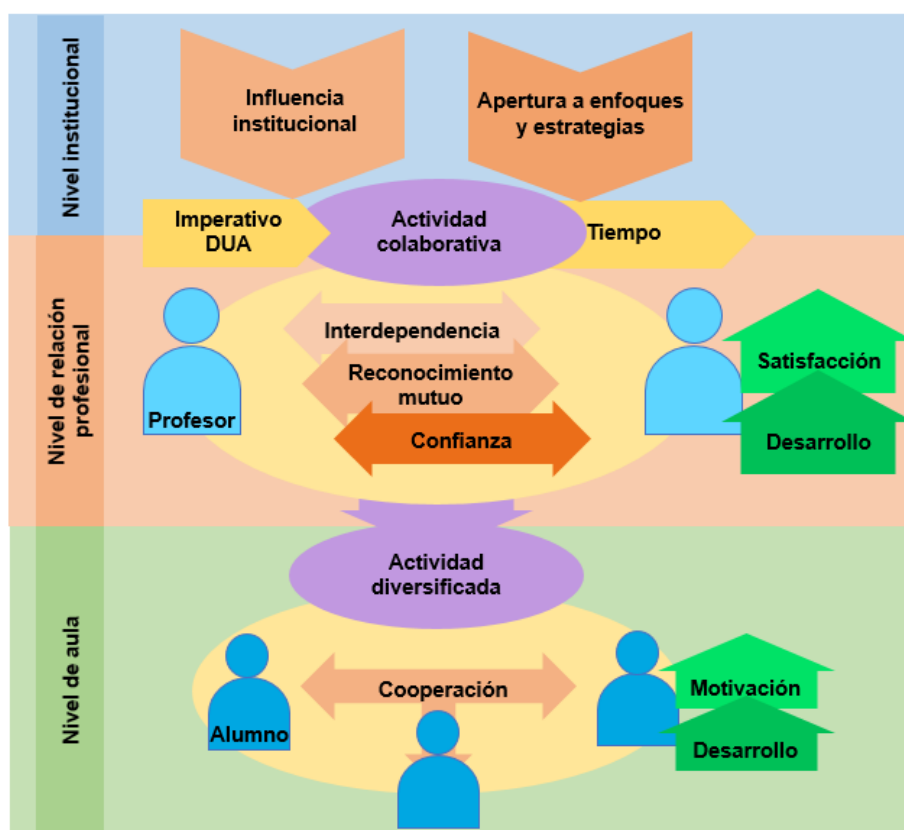 Nivel institucional
Influencia
institucional
Apertura a enfoques
y estrategias
Imperativo
DUA
Actividad
colaborativa
Tiempo
Nivel de relación
profesional
Profesor
Interdependencia
Reconocimiento
mutuo
Confianza
Satisfacción
Desarrollo
Nivel de aula
Actividad
diversificada
Alumno
Cooperación
Motivación
Desarrollo